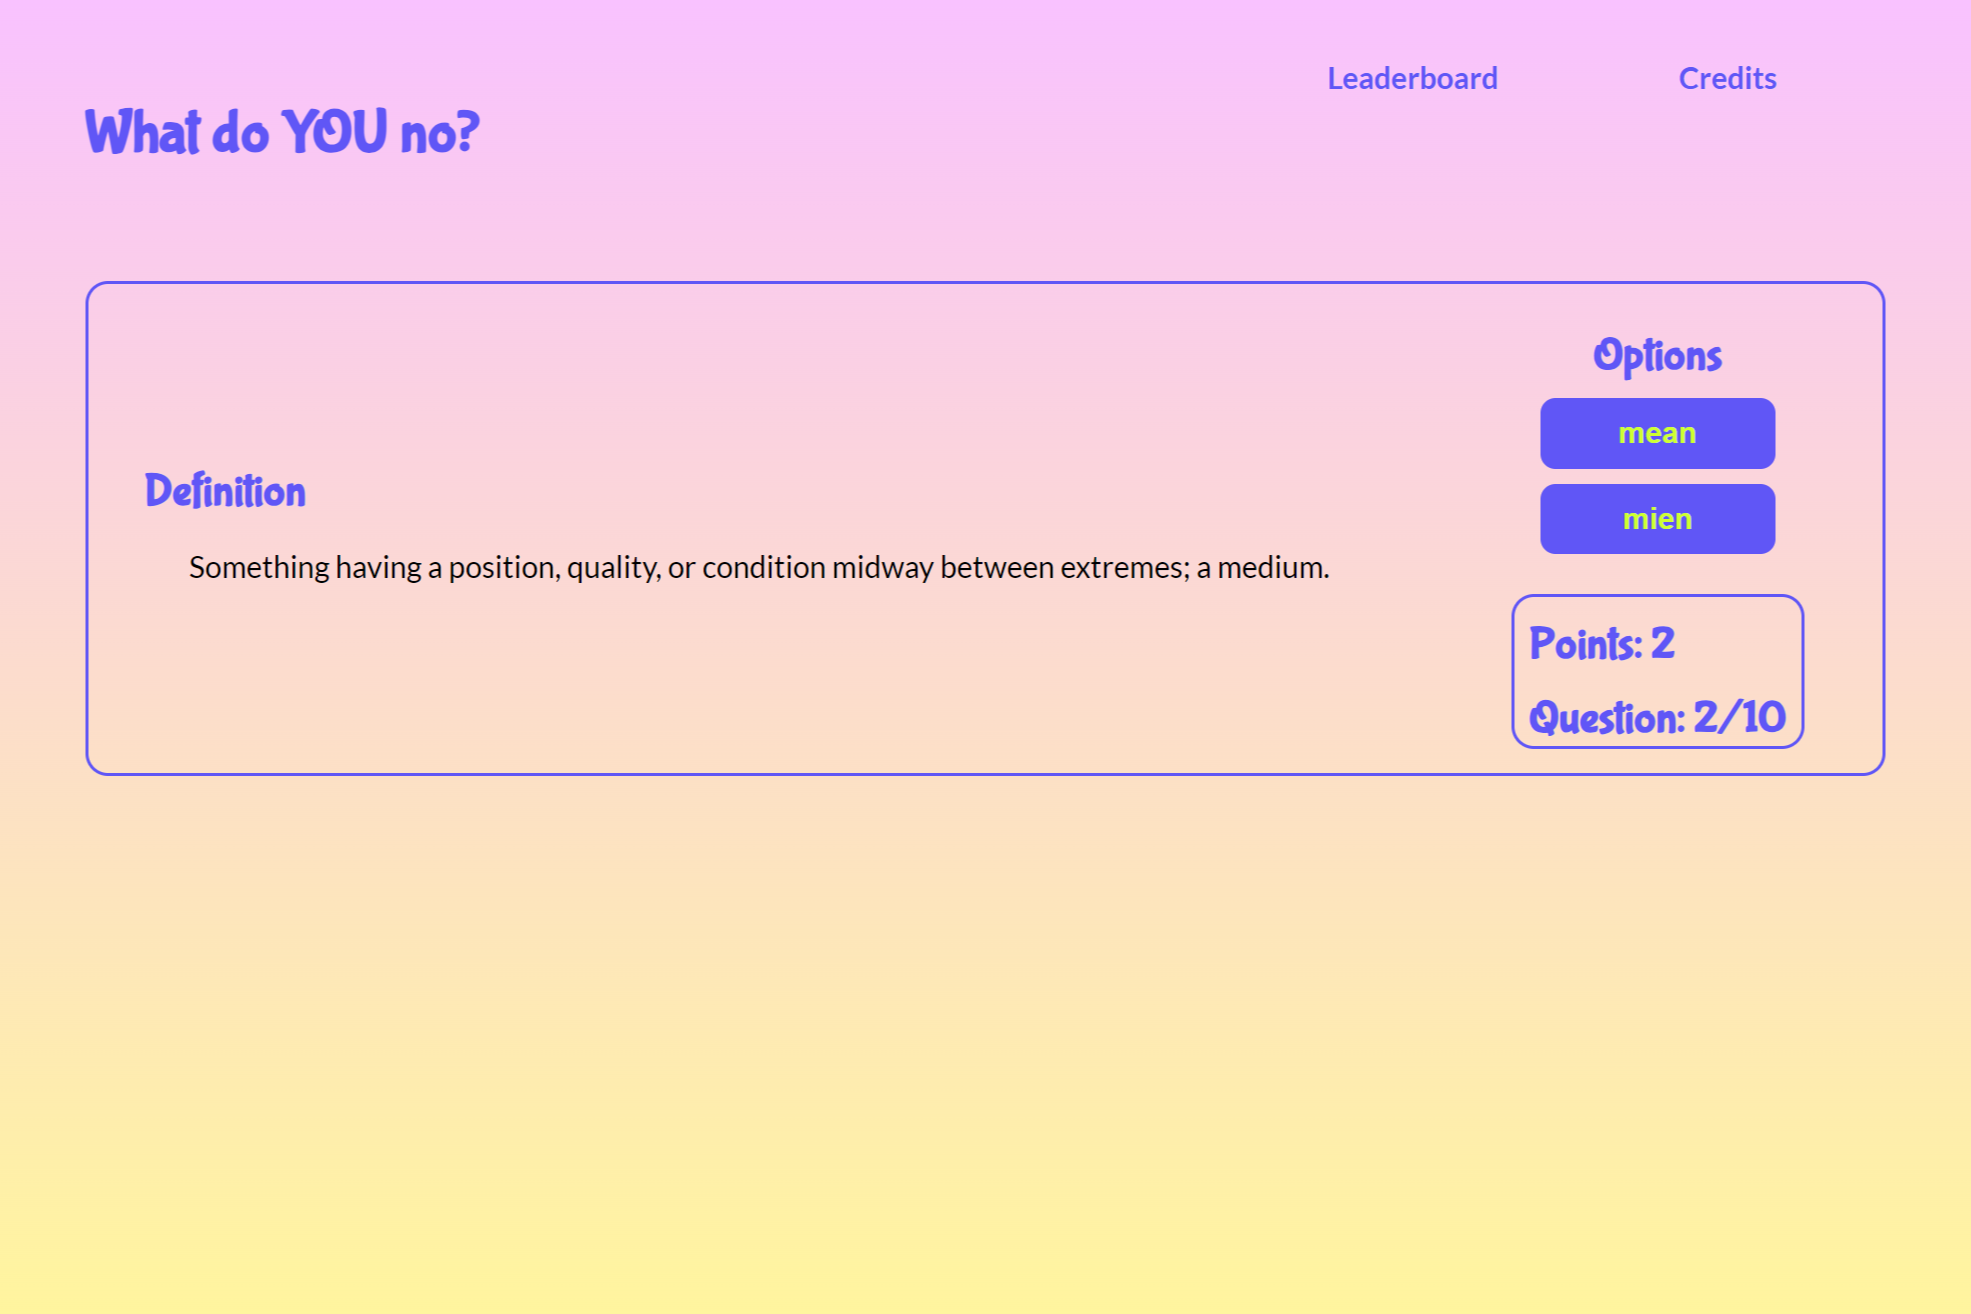 Leaderboard
Credits
What do YOU no?
Definition
Something having a position, quality, or condition midway between extremes; a medium.
Options
mean
mien
Points: 2
Question: 2/10